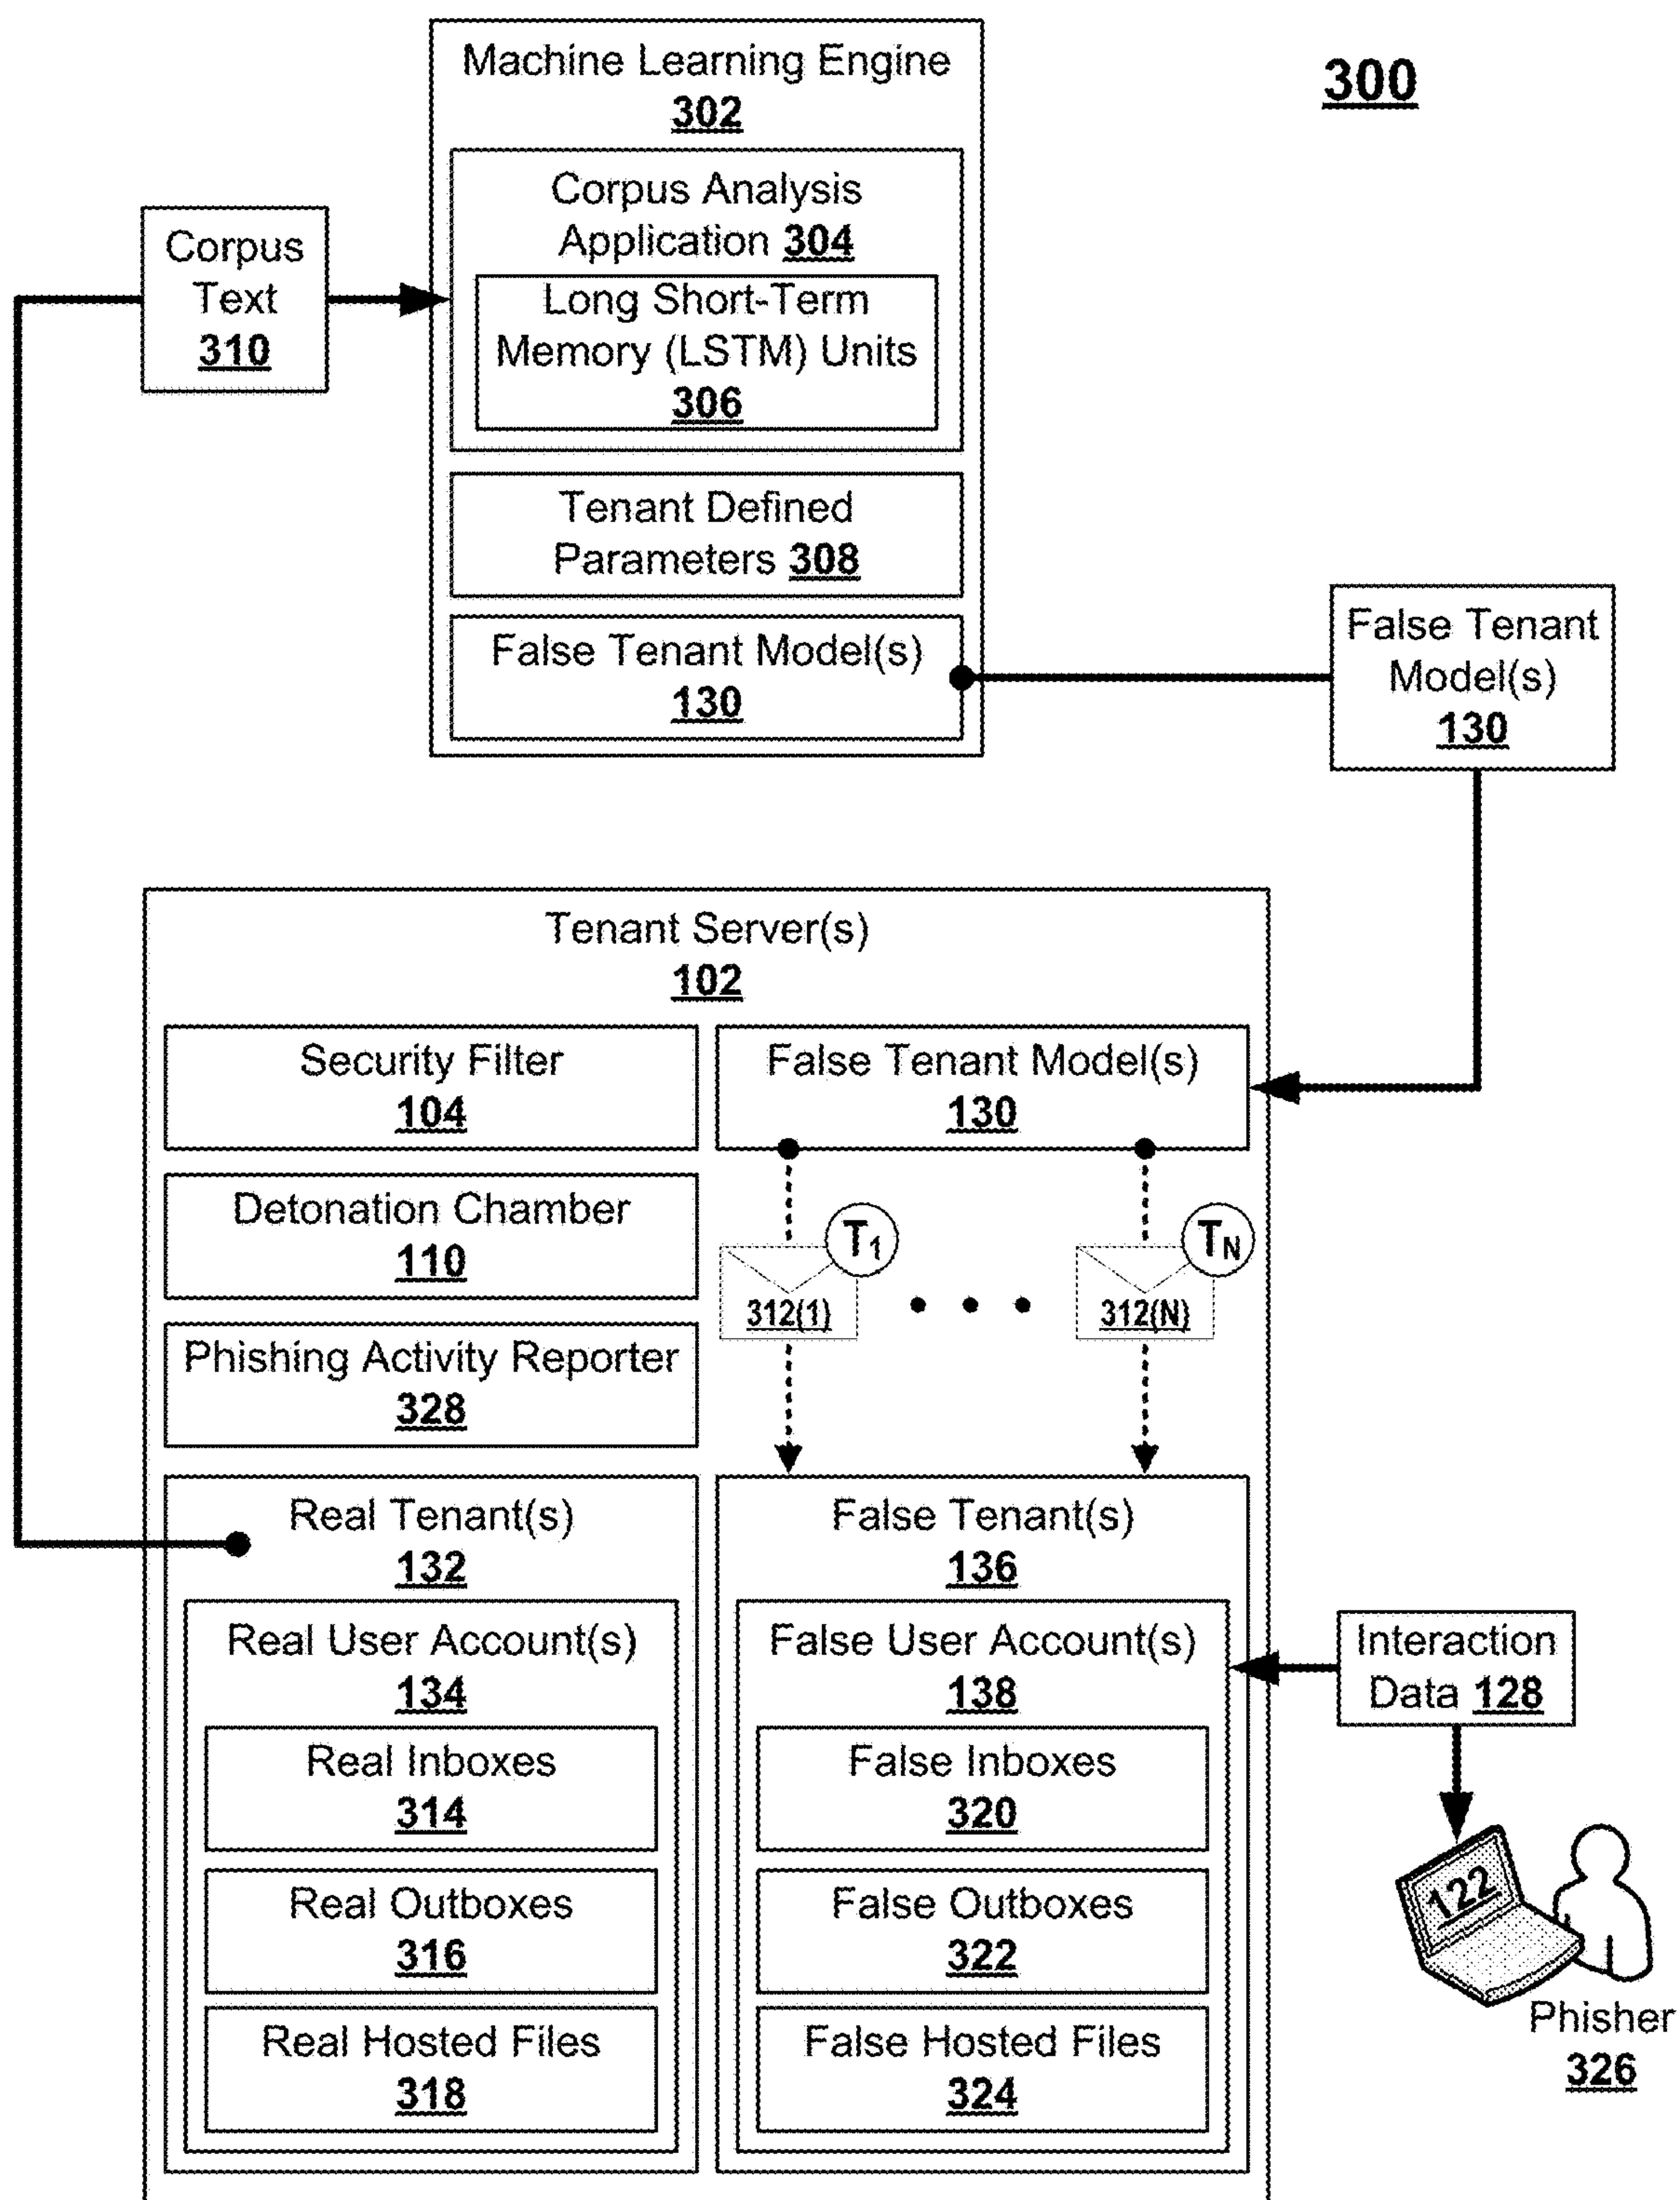 300
Machine Learning Engine
302
Corpus Analysis
Application 304
Long Short-Term
Memory (LSTM) Units
306
Corpus
Text
310
Tenant Defined
Parameters 308
False Tenant Model(s)
130
False Tenant
Model(s)
130
Tenant Server(s)
102
Security Filter
104
False Tenant Model(s)
130
Detonation Chamber
110
T1
312(1)
TN
312(N)
Phishing Activity Reporter
328
Real Tenant(s)
132
Real User Account(s)
134
Real Inboxes
314
Real Outboxes
316
Real Hosted Files
318
False Tenant(s)
136
False User Account(s)
138
False Inboxes
320
False Outboxes
322
False Hosted Files
324
Interaction
Data 128
122
Phisher
326